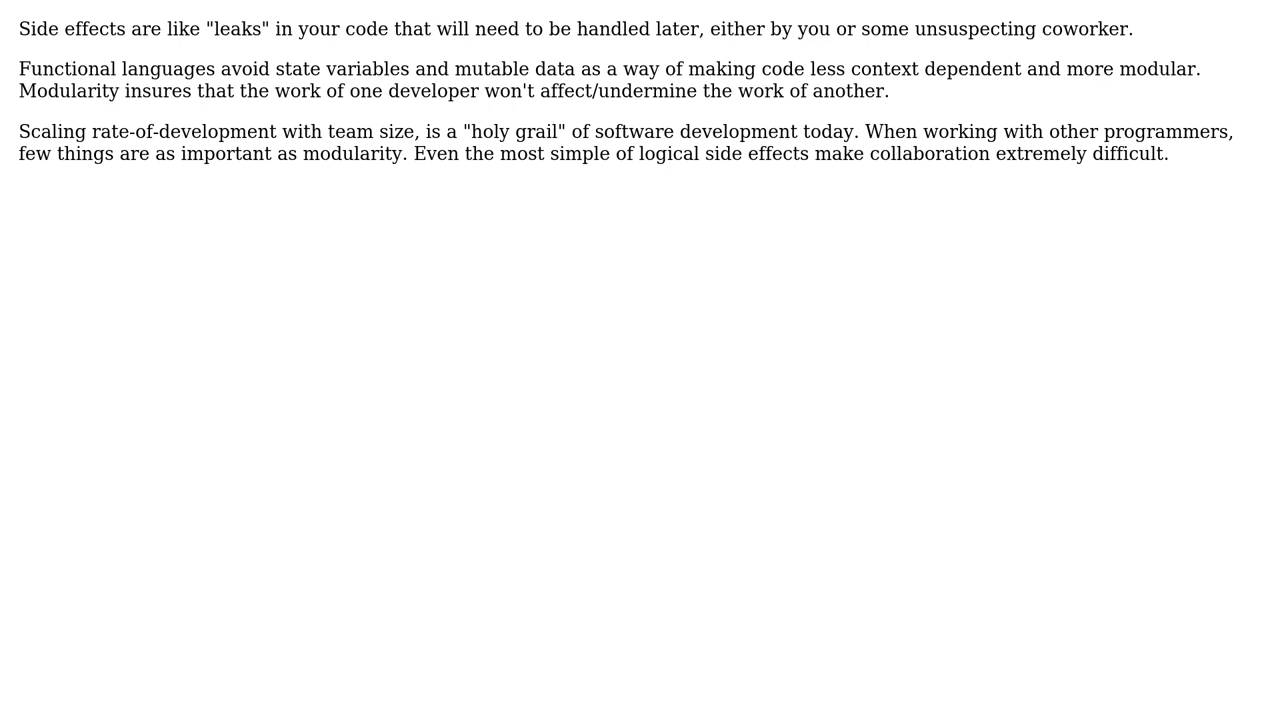 Side effects are like "leaks" in your code that will need to be handled later, either by you or some unsuspecting coworker.
Functional languages avoid state variables and mutable data as a way of making code less context dependent and more modular.
Modularity insures that the work of one developer won't affect/undermine the work of another.
Scaling rate-of-development with team size, is a "holy grail" of software development today. When working with other programmers,
few things are as important as modularity. Even the most simple of logical side effects make collaboration extremely difficult.